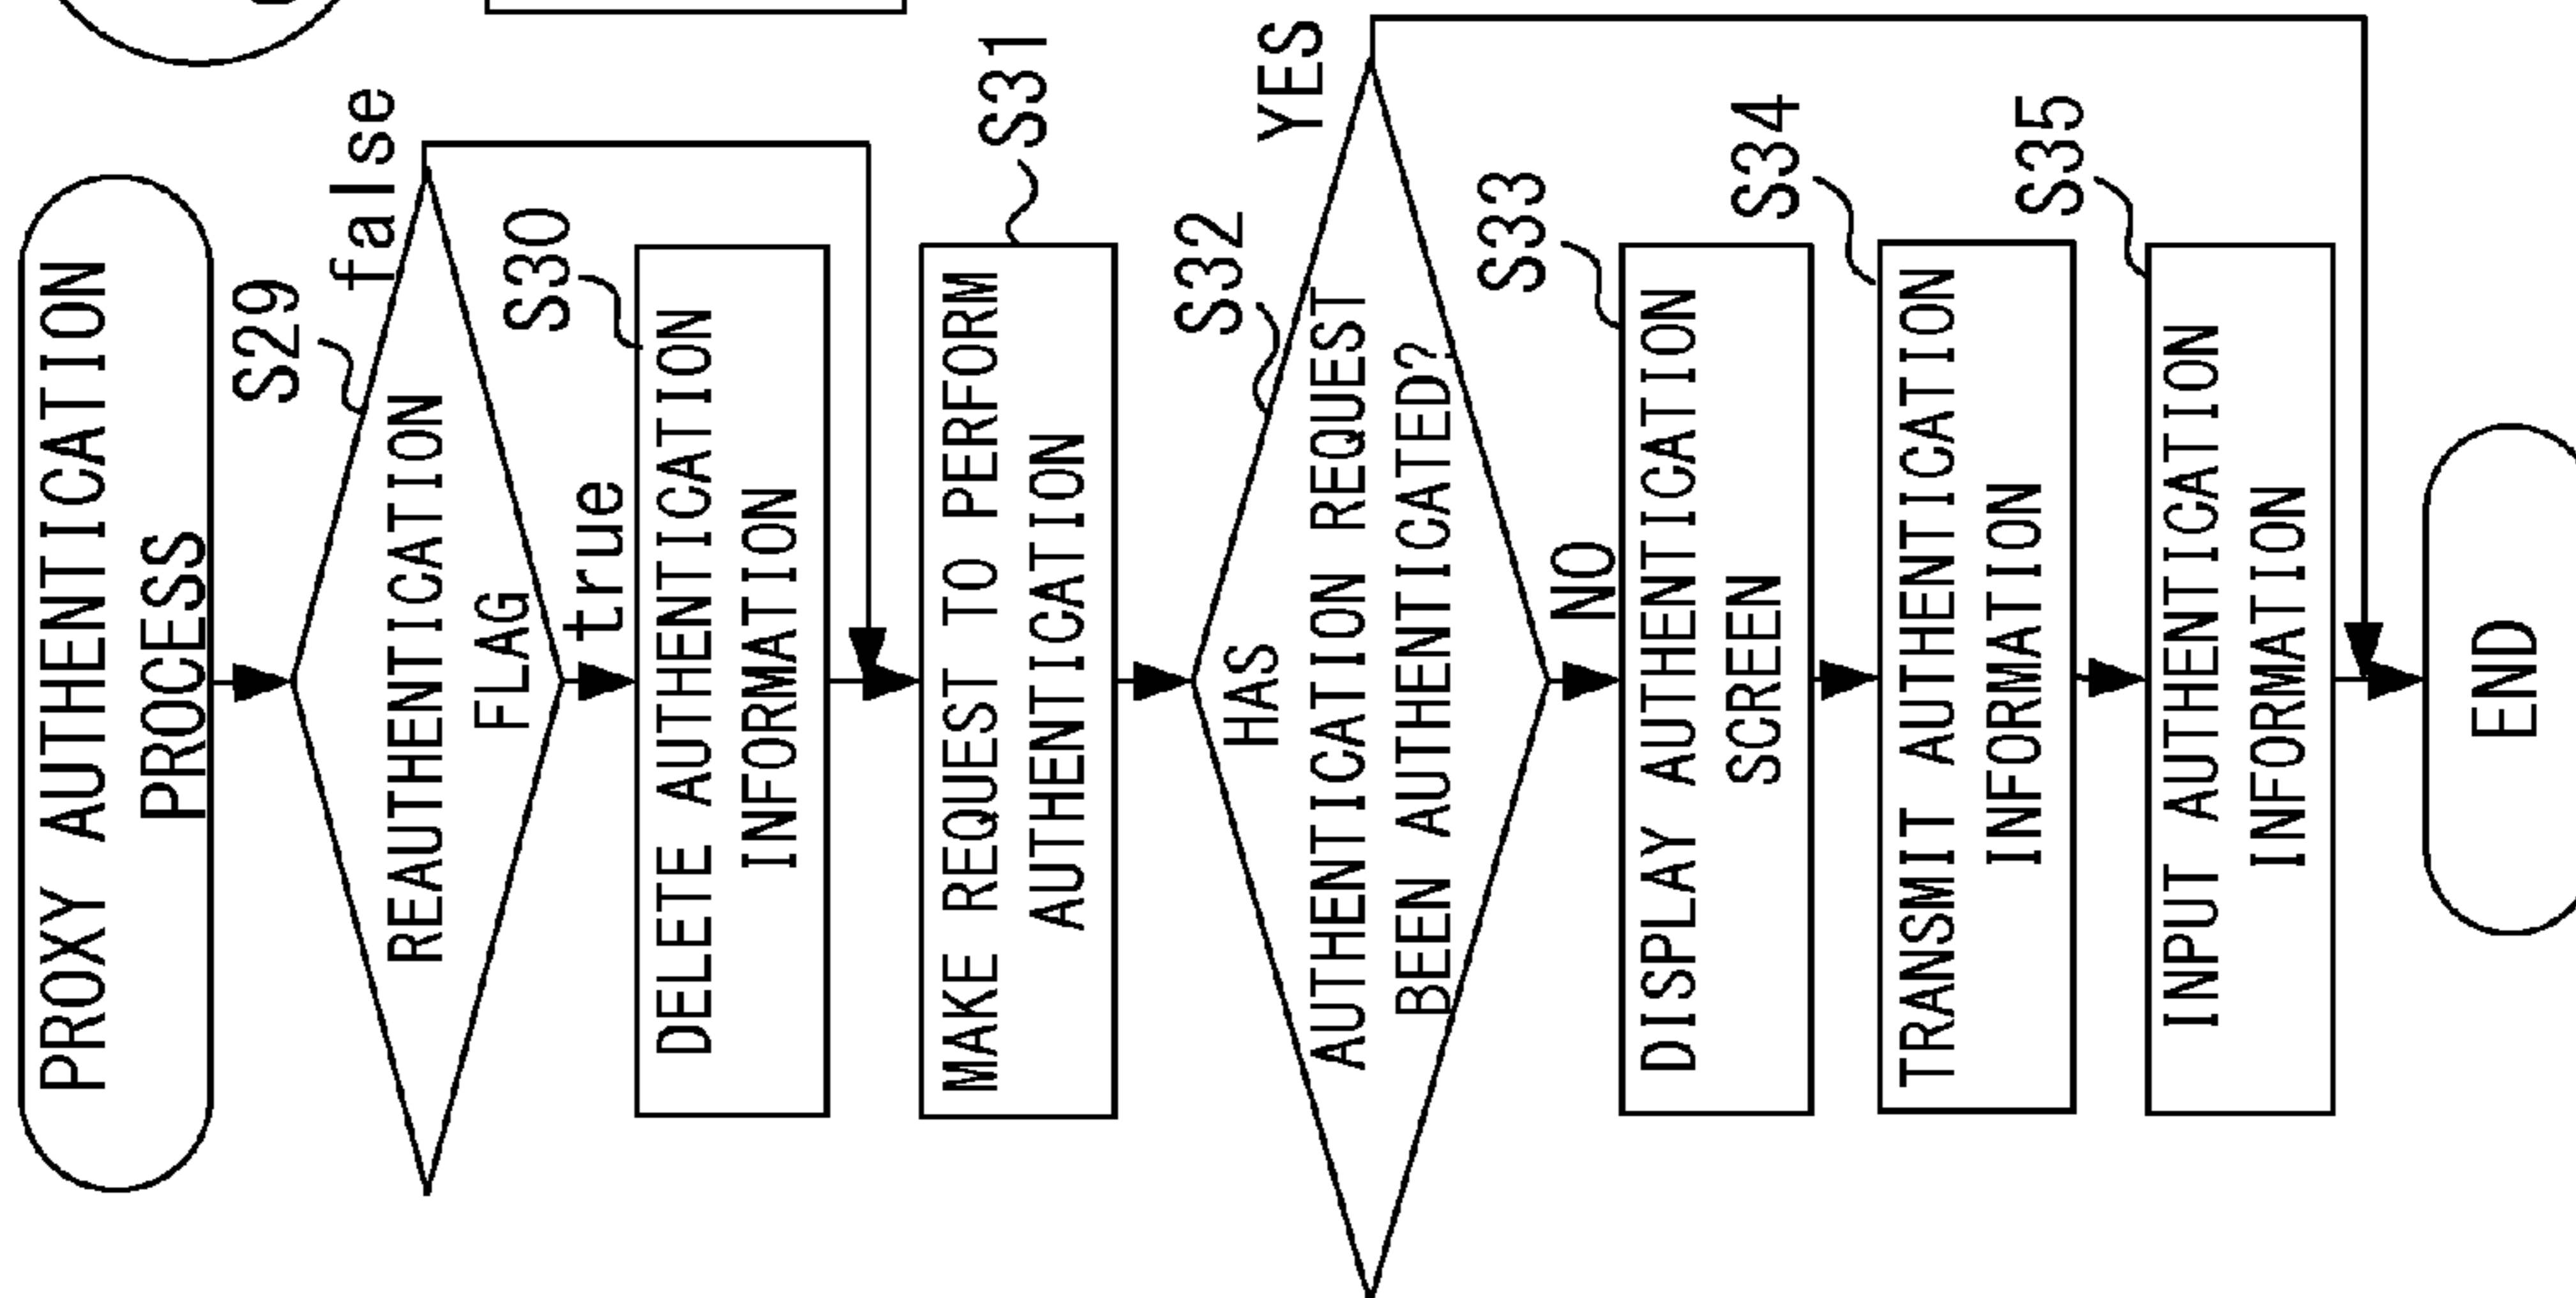 PROXY AUTHENTICATION
PROCESS
S29
false
REAUTHENTICATION
FLAG
true
S30
DELETE AUTHENTICATION
INFORMATION
S31
MAKE REQUEST TO PERFORM
AUTHENTICATION
S32
YES
HAS
AUTHENTICATION REQUEST
BEEN AUTHENTICATED?
NO
S33
DISPLAY AUTHENTICATION
SCREEN
S34
TRANSMIT AUTHENTICATION
INFORMATION
S35
INPUT AUTHENTICATION
INFORMATION
END